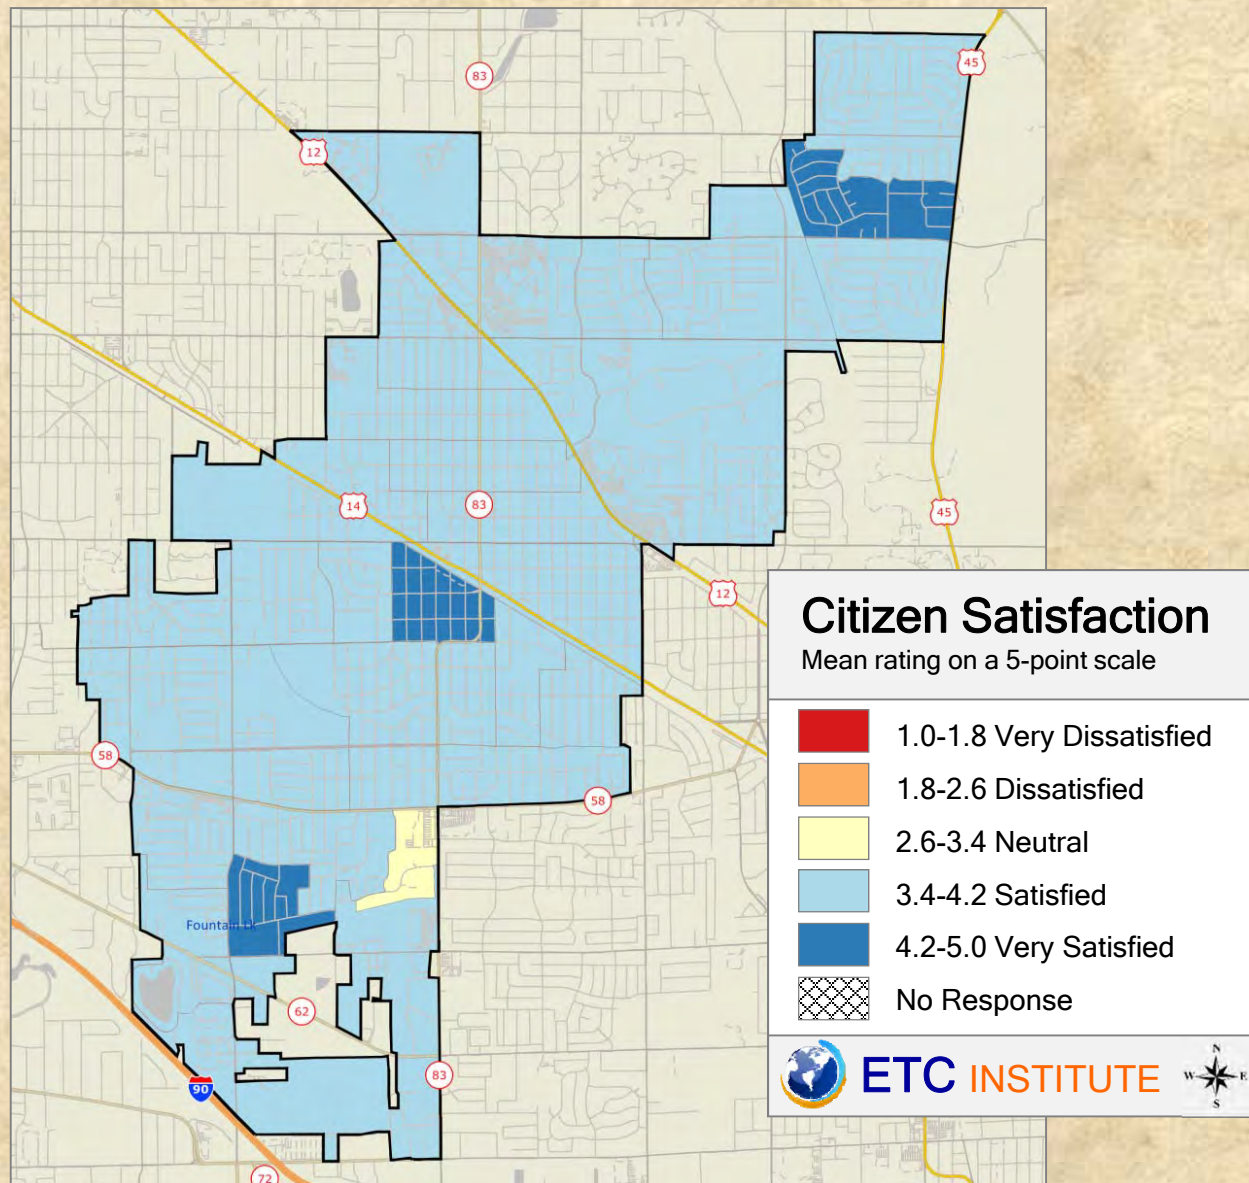 83
45
12
14
83
45
12
58
58
Fountain Lk
62
83
90
72
Citizen Satisfaction
Mean rating on a 5-point scale
1.0-1.8 Very Dissatisfied
1.8-2.6 Dissatisfied
2.6-3.4 Neutral
3.4-4.2 Satisfied
4.2-5.0 Very Satisfied
No Response
ETC INSTITUTE
N
W E
S